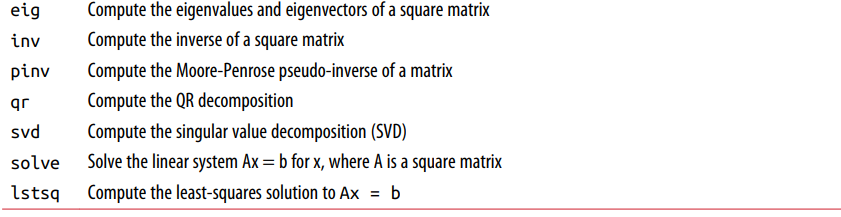 eig Compute the eigenvalues and eigenvectors of a square matrix
inv Compute the inverse of a square matrix
pinv Compute the Moore-Penrose pseudo-inverse of a matrix
qr Compute the QR decomposition
svd Compute the singular value decomposition (SVD)
solve Solve the linear system Ax = b for x, where A is a square matrix
lstsq Compute the least-squares solution to Ax = b